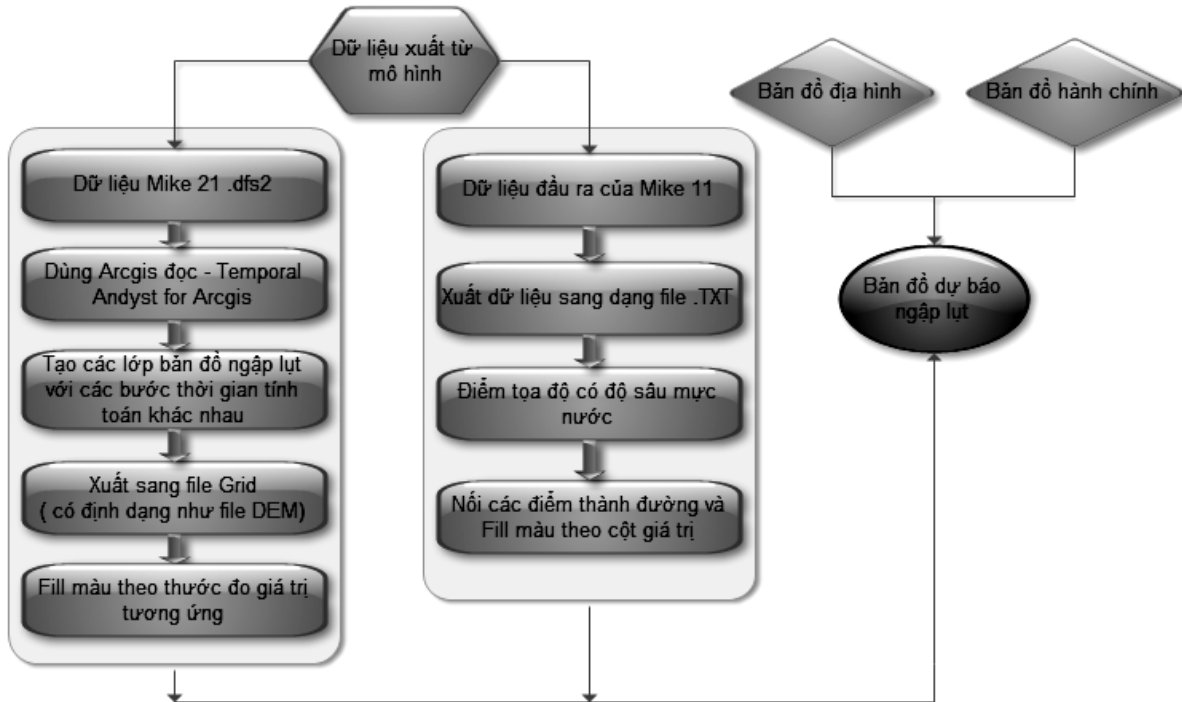 Dữ liệu xuất từ
mô hình
Bản đồ địa hình
Bản đồ hành chính
Dữ liệu Mike 21 .dfs2
Dùng Arcgis đọc - Temporal
Andyst for Arcgis
Tạo các lớp bản đồ ngập lụt
với các bước thời gian tính
toán khác nhau
Xuất sang file Grid
( có định dạng như file DEM)
Fill màu theo thước đo giá trị
tương ứng
Dữ liệu đầu ra của Mike 11
Xuất dữ liệu sang dạng file .TXT
Điểm tọa độ có độ sâu mực
nước
Nối các điểm thành đường và
Fill màu theo cột giá trị
Bản đồ dự báo
ngập lụt